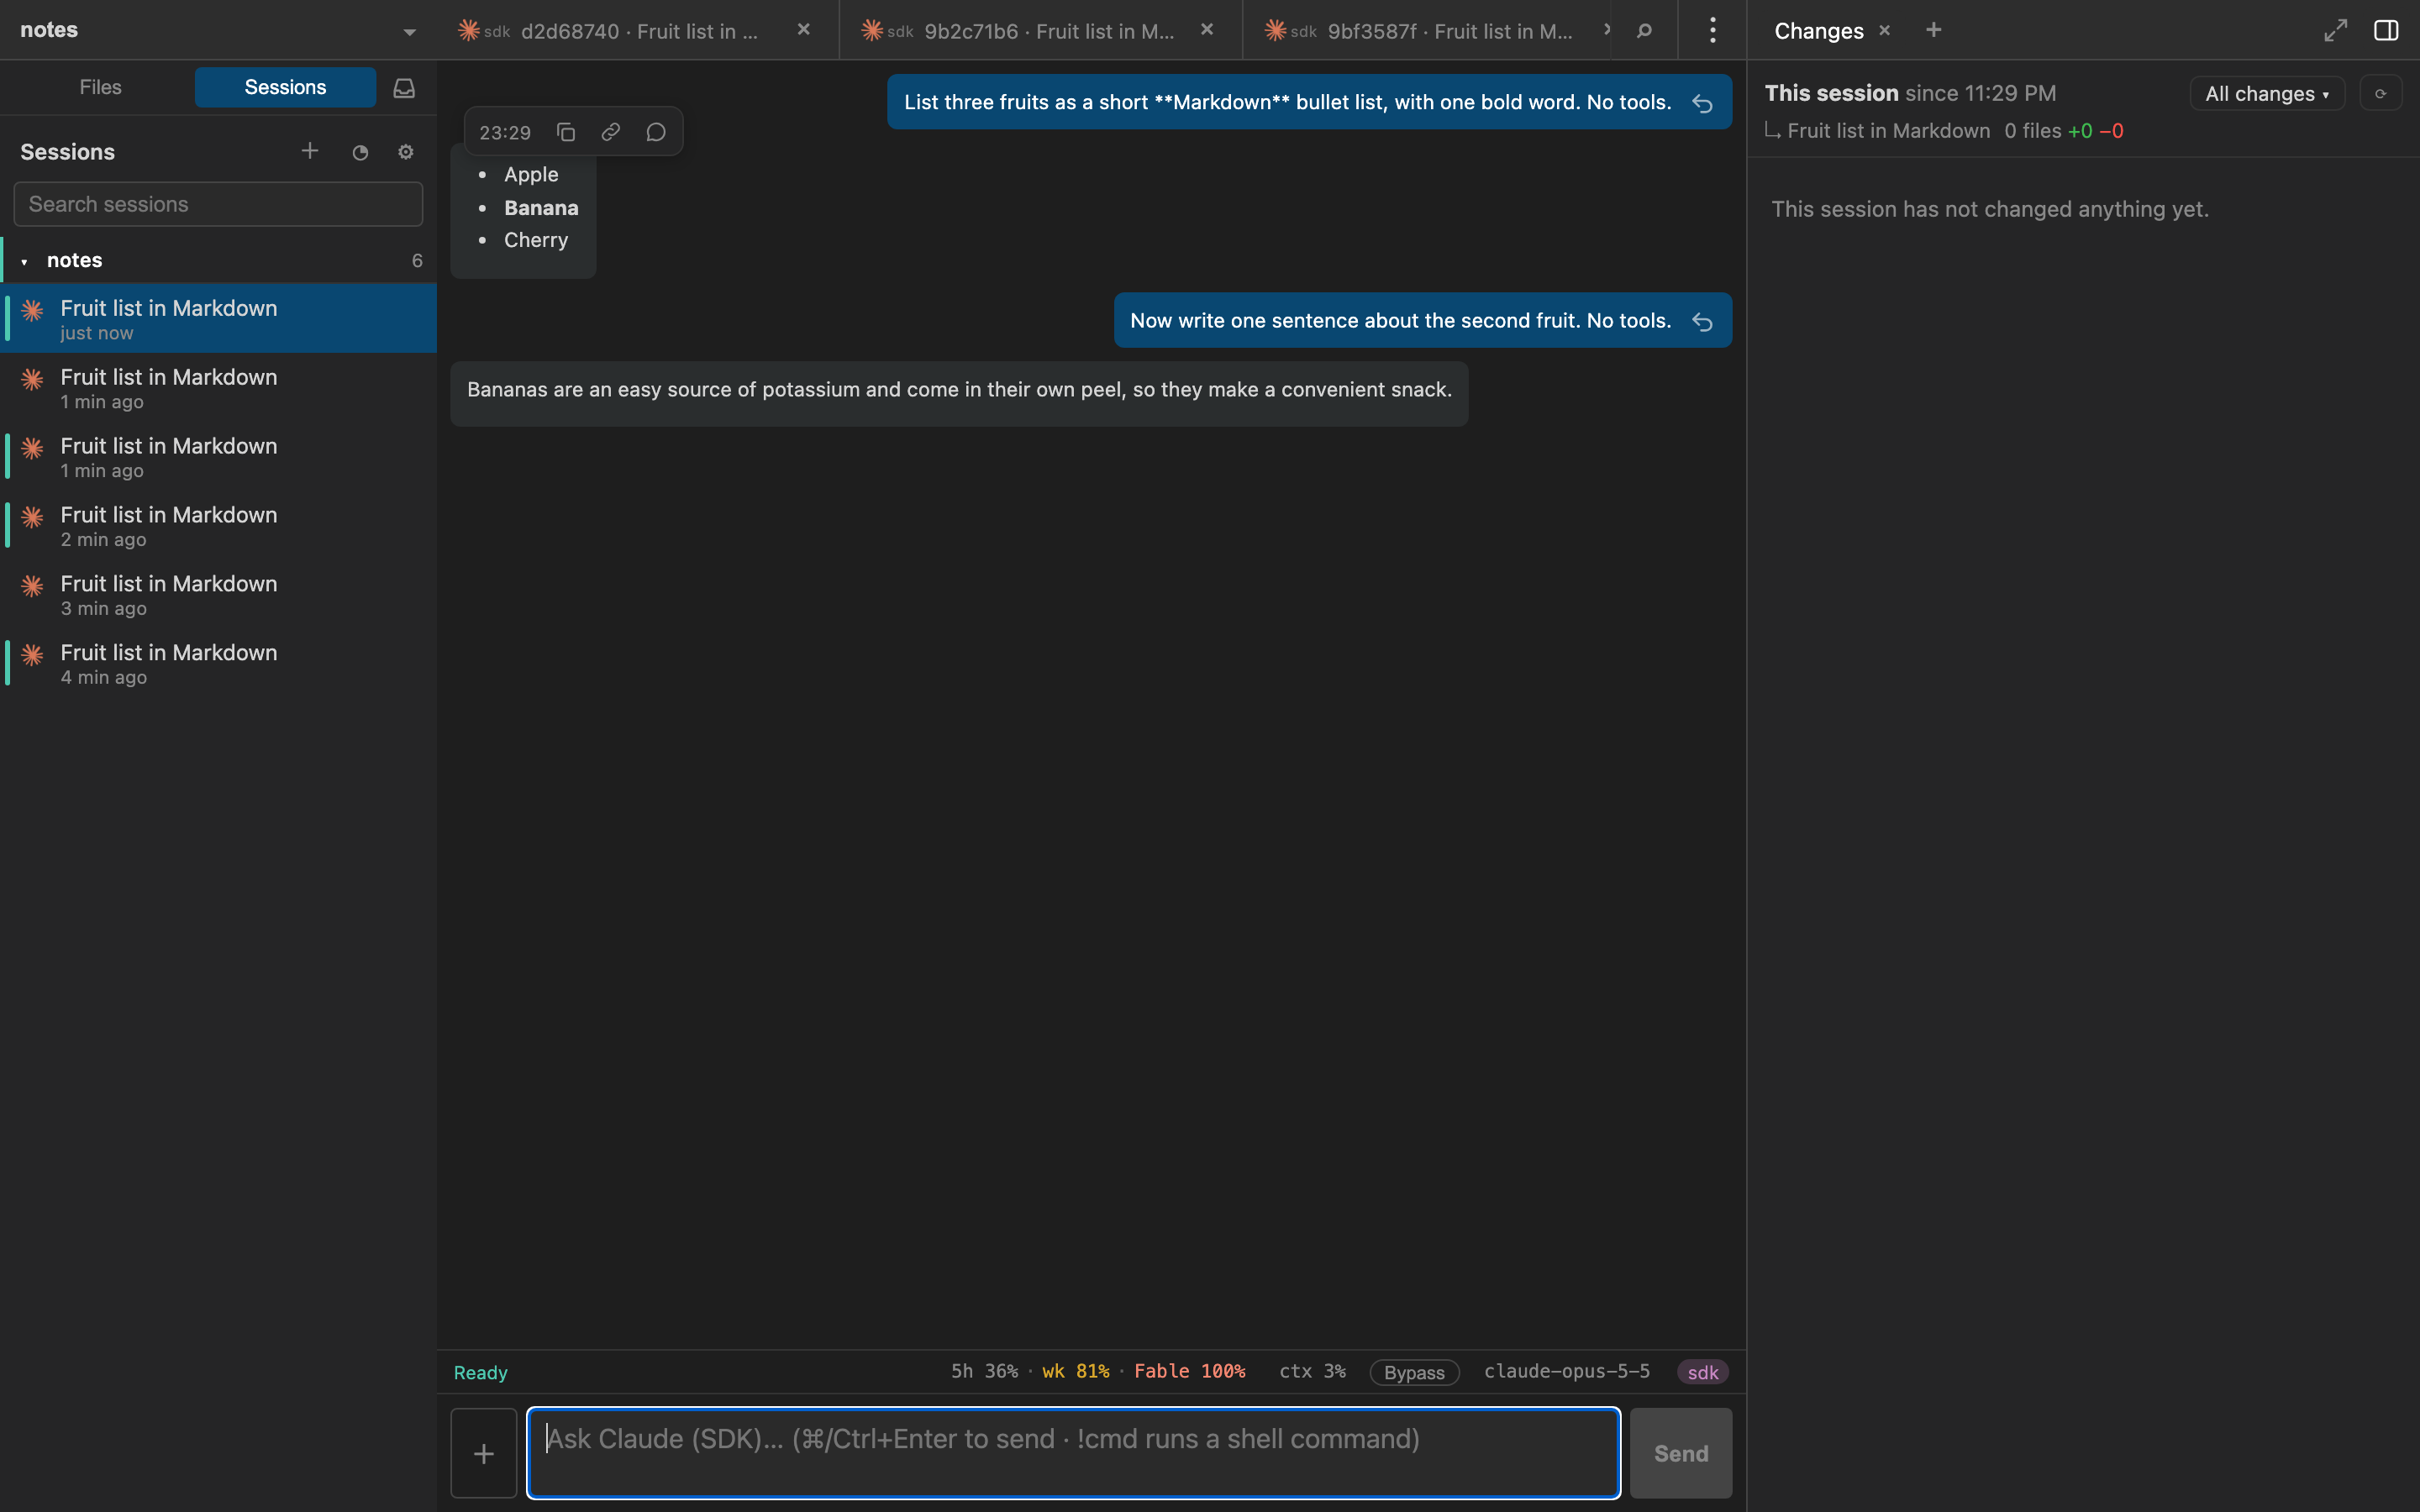 notes
Files
Sessions
Sessions
Search sessions
notes 6
Fruit list in Markdown
just now
Fruit list in Markdown
1 min ago
Fruit list in Markdown
1 min ago
Fruit list in Markdown
2 min ago
Fruit list in Markdown
3 min ago
Fruit list in Markdown
4 min ago
sdk d2d68740 · Fruit list in ...
sdk 9b2c71b6 · Fruit list in M...
sdk 9bf3587f · Fruit list in M...
List three fruits as a short **Markdown** bullet list, with one bold word. No tools.
23:29
• Apple
• Banana
• Cherry
Now write one sentence about the second fruit. No tools.
Bananas are an easy source of potassium and come in their own peel, so they make a convenient snack.
Ready
5h 36% · wk 81% · Fable 100% ctx 3% Bypass claude-opus-5-5 sdk
Ask Claude (SDK)... (⌘/Ctrl+Enter to send · !cmd runs a shell command)
Send
Changes
This session since 11:29 PM
All changes
Fruit list in Markdown 0 files +0 −0
This session has not changed anything yet.